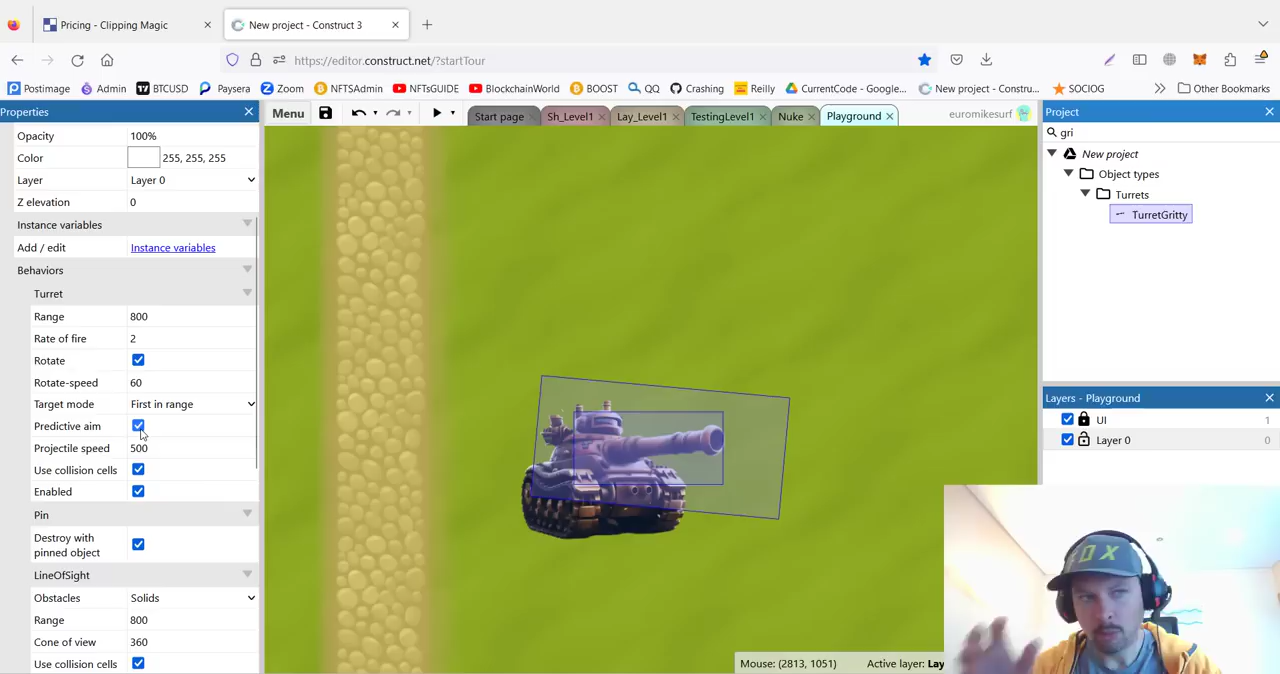 Pricing - Clipping Magic
New project - Construct 3
https://editor.construct.net/?startTour
Postimage
Admin
BTCUSD
Paysera
Zoom
NFTSAdmin
NFTsGUIDE
BlockchainWorld
BOOST
QQ
Crashing
Reilly
CurrentCode - Google...
New project - Constru...
SOCIOG
Other Bookmarks
Properties
Menu
Start page
Sh_Level1
Lay_Level1
TestingLevel1
Nuke
Playground
euromikesurf
Project
gri
New project
Object types
Turrets
TurretGritty
Opacity 100%
Color 255, 255, 255
Layer Layer 0
Z elevation 0
Instance variables
Add / edit Instance variables
Behaviors
Turret
Range 800
Rate of fire 2
Rotate
Rotate-speed 60
Target mode First in range
Predictive aim
Projectile speed 500
Use collision cells
Enabled
Pin
Destroy with
pinned object
LineOfSight
Obstacles Solids
Range 800
Cone of view 360
Use collision cells
Layers - Playground
UI 1
Layer 0 0
Mouse: (2813, 1051) Active layer: Lay
FOX